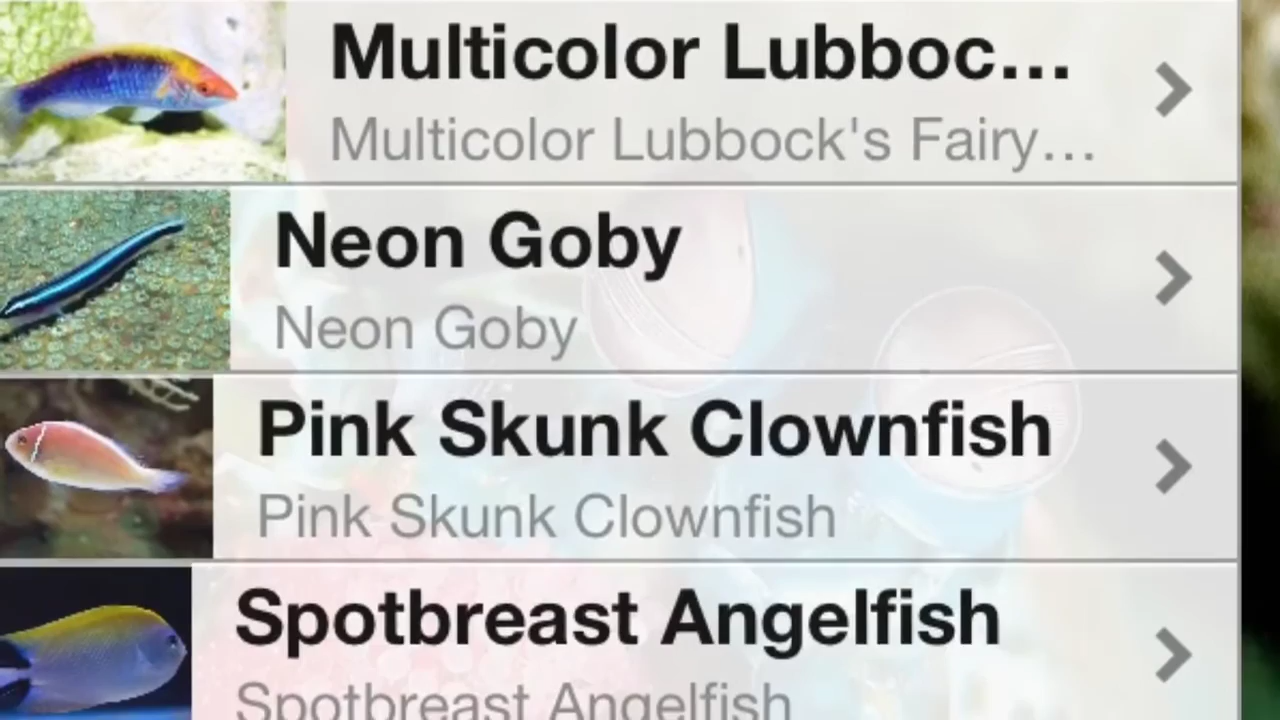 Multicolor Lubboc...
Multicolor Lubbock's Fairy...
Neon Goby
Neon Goby
Pink Skunk Clownfish
Pink Skunk Clownfish
Spotbreast Angelfish
Spotbreast Angelfish